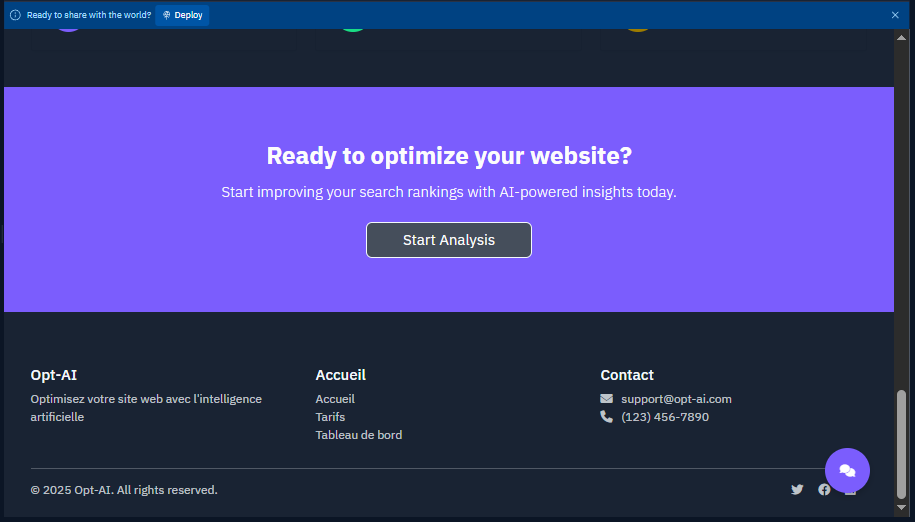 Ready to share with the world? Deploy
Ready to optimize your website?
Start improving your search rankings with AI-powered insights today.
Start Analysis
Opt-AI
Optimisez votre site web avec l'intelligence
artificielle
Accueil
Accueil
Tarifs
Tableau de bord
Contact
support@opt-ai.com
(123) 456-7890
© 2025 Opt-AI. All rights reserved.